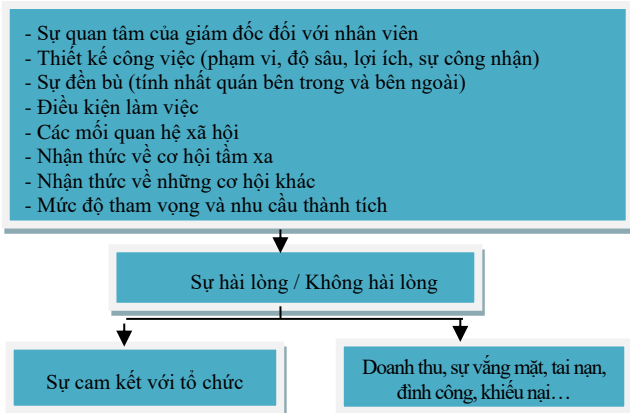 - Sự quan tâm của giám đốc đối với nhân viên
- Thiết kế công việc (phạm vi, độ sâu, lợi ích, sự công nhận)
- Sự đền bù (tính nhất quán bên trong và bên ngoài)
- Điều kiện làm việc
- Các mối quan hệ xã hội
- Nhận thức về cơ hội tầm xa
- Nhận thức về những cơ hội khác
- Mức độ tham vọng và nhu cầu thành tích
Sự hài lòng / Không hài lòng
Sự cam kết với tổ chức
Doanh thu, sự vắng mặt, tai nạn,
đình công, khiếu nại…